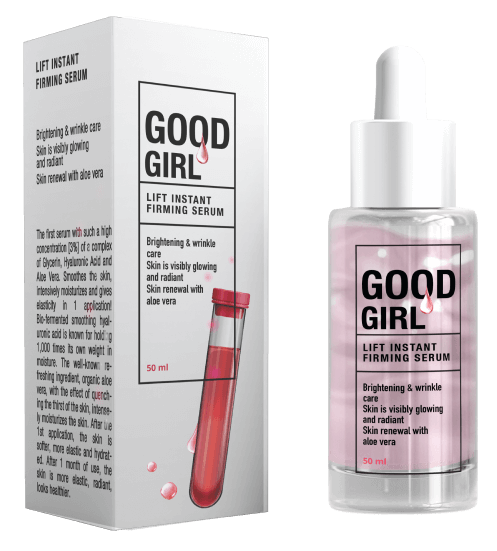 LIFT INSTANT
FIRMING SERUM
Brightening & wrinkle care
Skin is visibly glowing
and radiant
Skin renewal with aloe vera
The first serum with such a high
concentration [3%] of a complex
of Glycerin, Hyaluronic Acid and
Aloe Vera. Smoothes the skin,
intensively moisturizes and gives
elasticity in 1 application!
Bio-fermented smoothing hyal-
uronic acid is known for holding
1,000 times its own weight in
moisture. The well-known re-
freshing ingredient, organic aloe
vera, with the effect of quench-
ing the thirst of the skin, intense-
ly moisturizes the skin. After the
1st application, the skin is
softer, more elastic and hydrat-
ed. After 1 month of use, the
skin is more elastic, radiant,
looks healthier.
GOOD
GIRL
LIFT INSTANT
FIRMING SERUM
Brightening & wrinkle
care
Skin is visibly glowing
and radiant
Skin renewal with
aloe vera
50 ml
GOOD
GIRL
LIFT INSTANT
FIRMING SERUM
Brightening & wrinkle
care
Skin is visibly glowing
and radiant
Skin renewal with
aloe vera
50 ml